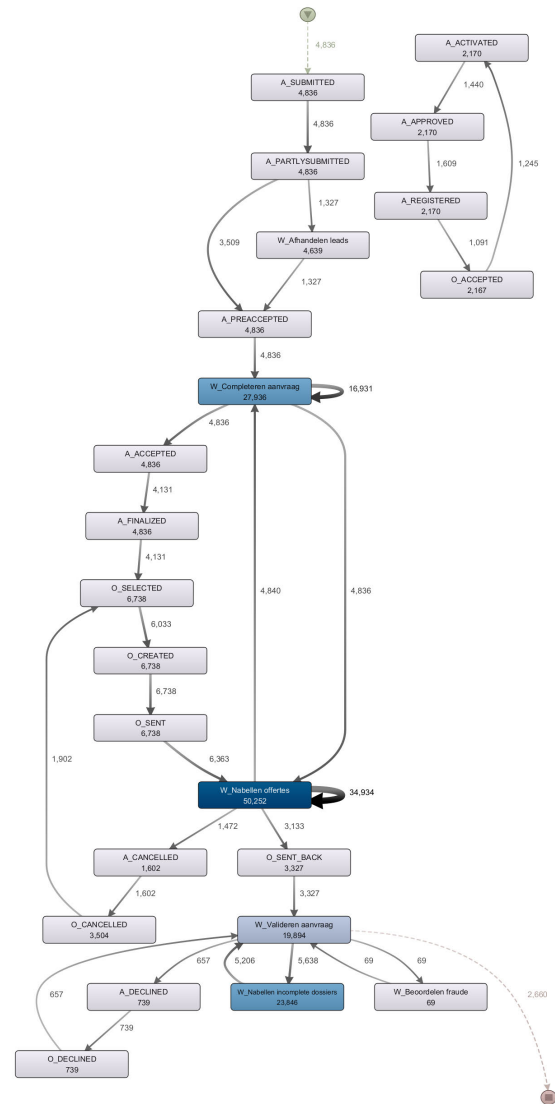 4,836
A_SUBMITTED
4,836
4,836
A_PARTLYSUBMITTED
4,836
1,327
3,509
W_Afhandelen leads
4,639
1,327
A_PREACCEPTED
4,836
4,836
A_ACTIVATED
2,170
1,440
A_APPROVED
2,170
1,245
1,609
A_REGISTERED
2,170
1,091
O_ACCEPTED
2,167
W_Completeren aanvraag
27,936
16,931
4,836
A_ACCEPTED
4,836
4,131
A_FINALIZED
4,836
4,131
O_SELECTED
6,738
4,840
4,836
6,033
O_CREATED
6,738
6,738
O_SENT
6,738
1,902
6,363
W_Nabellen offertes
50,252
34,934
1,472
3,133
A_CANCELLED
1,602
O_SENT_BACK
3,327
1,602
3,327
O_CANCELLED
3,504
W_Valideren aanvraag
19,894
657
5,206
5,638
69
69
657
A_DECLINED
739
W_Nabellen incomplete dossiers
23,846
W_Beoordelen fraude
69
2,660
739
O_DECLINED
739